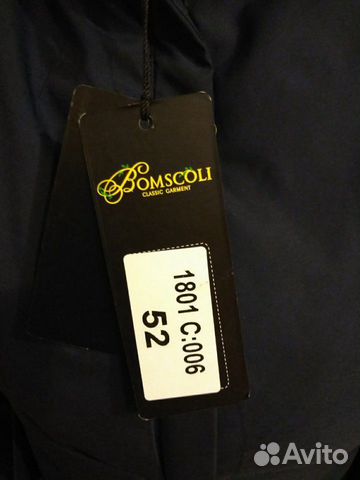 BOMSCOLI
CLASSIC GARMENT
1801 C:006
52
Avito